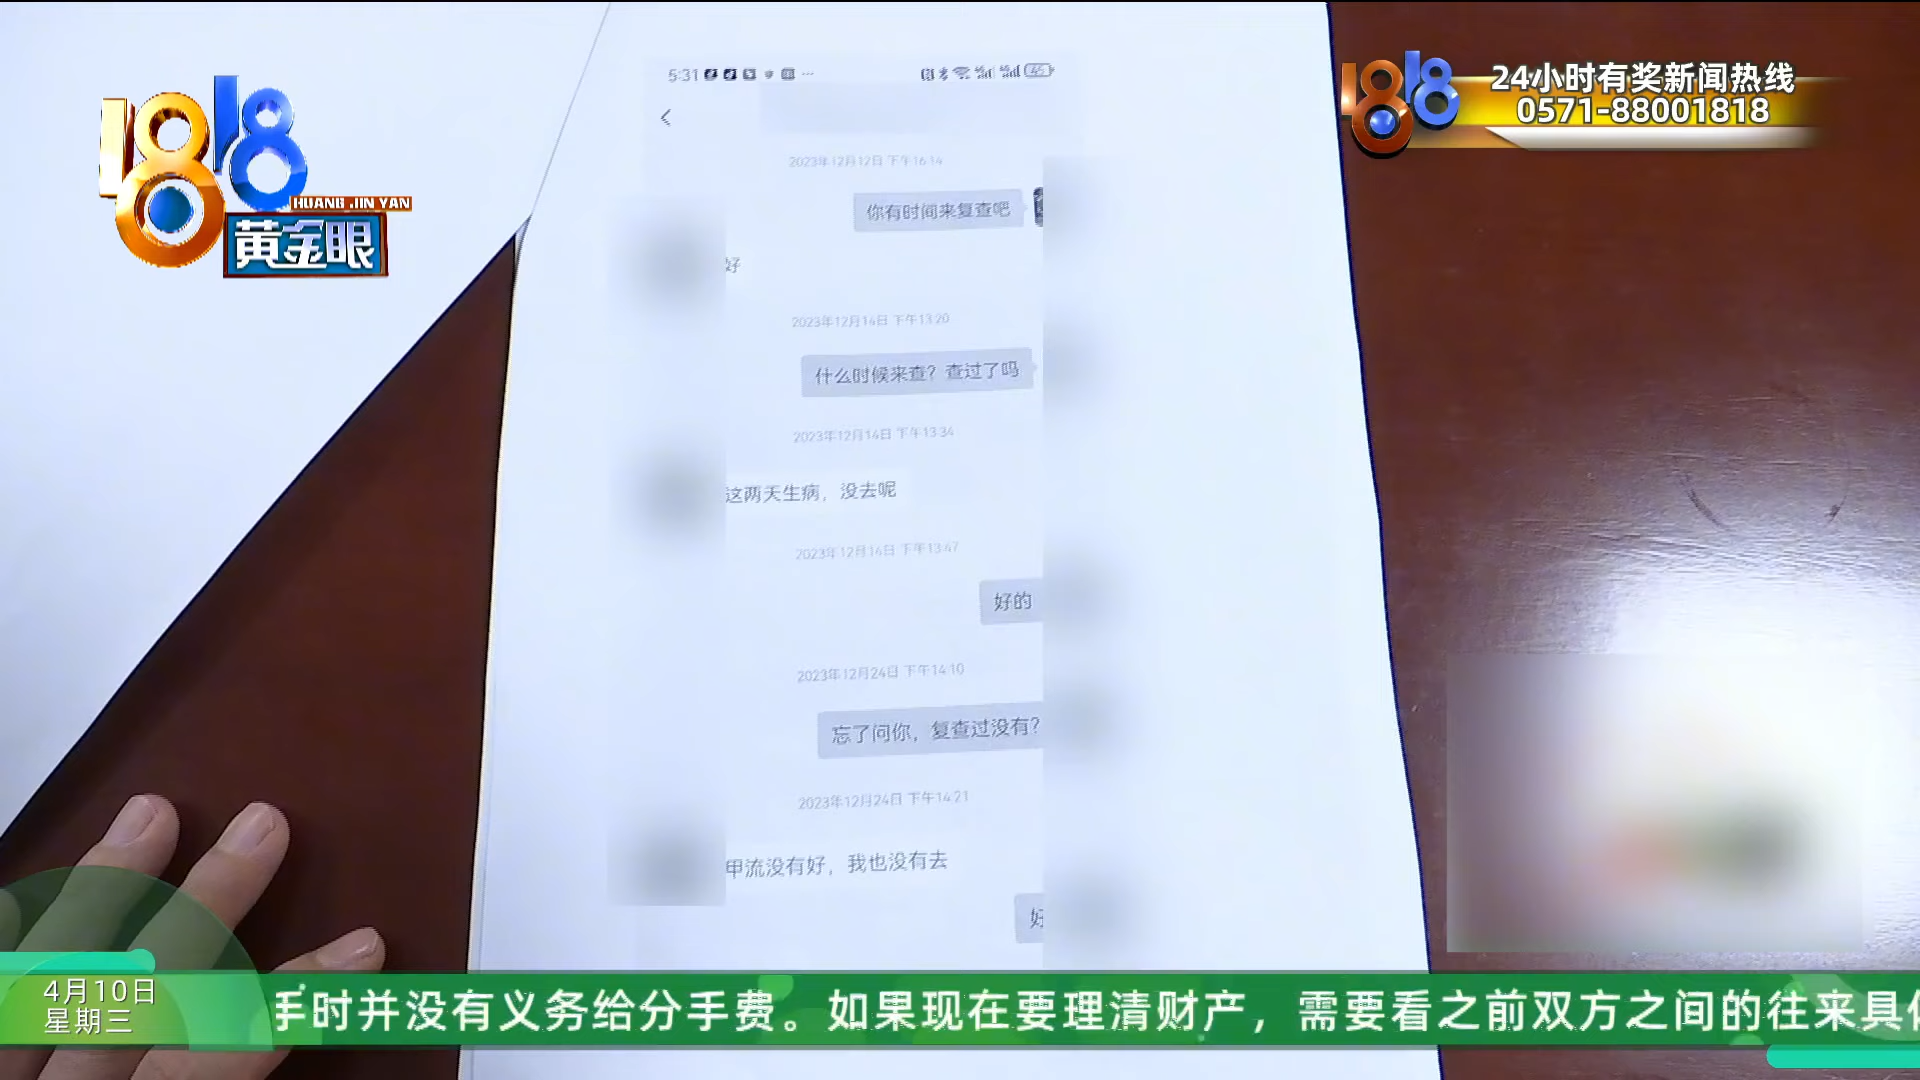 1818
HUANG JIN YAN
黄金眼
1818
24小时有奖新闻热线
0571-88001818
5:31
2023年12月12日 下午16:14
你有时间来复查吧
好
2023年12月14日 下午13:20
什么时候来查？查过了吗
2023年12月14日 下午13:34
这两天生病，没去呢
2023年12月14日 下午13:47
好的
2023年12月24日 下午14:10
忘了问你，复查过没有？
2023年12月24日 下午14:21
甲流没有好，我也没有去
好
4月10日
星期三
手时并没有义务给分手费。如果现在要理清财产，需要看之前双方之间的往来具体